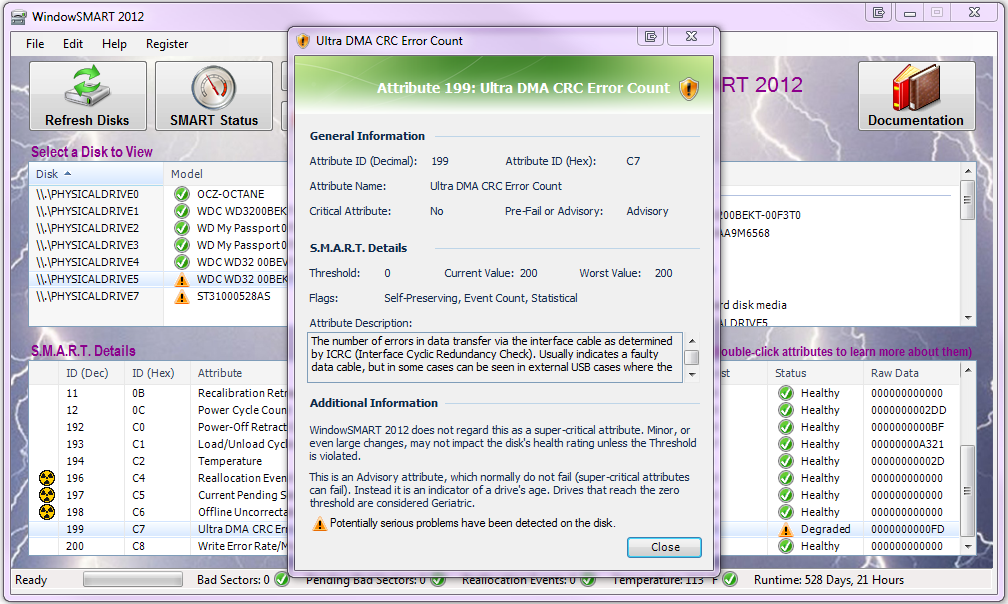 WindowSMART 2012
File Edit Help Register
Refresh Disks
SMART Status
RT 2012
Documentation
Select a Disk to View
Disk Model
\\.\PHYSICALDRIVE0 OCZ-OCTANE
\\.\PHYSICALDRIVE1 WDC WD3200BEK
\\.\PHYSICALDRIVE2 WD My Passport 0
\\.\PHYSICALDRIVE3 WD My Passport 0
\\.\PHYSICALDRIVE4 WDC WD32 00BEV
\\.\PHYSICALDRIVE5 WDC WD32 00BEK
\\.\PHYSICALDRIVE7 ST31000528AS
200BEKT-00F3T0
AA9M6568
rd disk media
ALDRIVE5
S.M.A.R.T. Details
ouble-click attributes to learn more about them)
ID (Dec) ID (Hex) Attribute st Status Raw Data
11 0B Recalibration Retr Healthy 000000000000
12 0C Power Cycle Coun Healthy 0000000002DD
192 C0 Power-Off Retract Healthy 0000000000BF
193 C1 Load/Unload Cycl Healthy 00000000A321
194 C2 Temperature Healthy 00000000002D
196 C4 Reallocation Even Healthy 000000000000
197 C5 Current Pending S Healthy 000000000000
198 C6 Offline Uncorrecta Healthy 000000000000
199 C7 Ultra DMA CRC Err Degraded 0000000000FD
200 C8 Write Error Rate/M Healthy 000000000000
Ready Bad Sectors: 0 Pending Bad Sectors: 0 Reallocation Events: 0 Temperature: 113° F Runtime: 528 Days, 21 Hours
Ultra DMA CRC Error Count
Attribute 199: Ultra DMA CRC Error Count
General Information
Attribute ID (Decimal): 199 Attribute ID (Hex): C7
Attribute Name: Ultra DMA CRC Error Count
Critical Attribute: No Pre-Fail or Advisory: Advisory
S.M.A.R.T. Details
Threshold: 0 Current Value: 200 Worst Value: 200
Flags: Self-Preserving, Event Count, Statistical
Attribute Description:
The number of errors in data transfer via the interface cable as determined
by ICRC (Interface Cyclic Redundancy Check). Usually indicates a faulty
data cable, but in some cases can be seen in external USB cases where the
Additional Information
WindowSMART 2012 does not regard this as a super-critical attribute. Minor, or
even large changes, may not impact the disk's health rating unless the Threshold
is violated.
This is an Advisory attribute, which normally do not fail (super-critical attributes
can fail). Instead it is an indicator of a drive's age. Drives that reach the zero
threshold are considered Geriatric.
Potentially serious problems have been detected on the disk.
Close